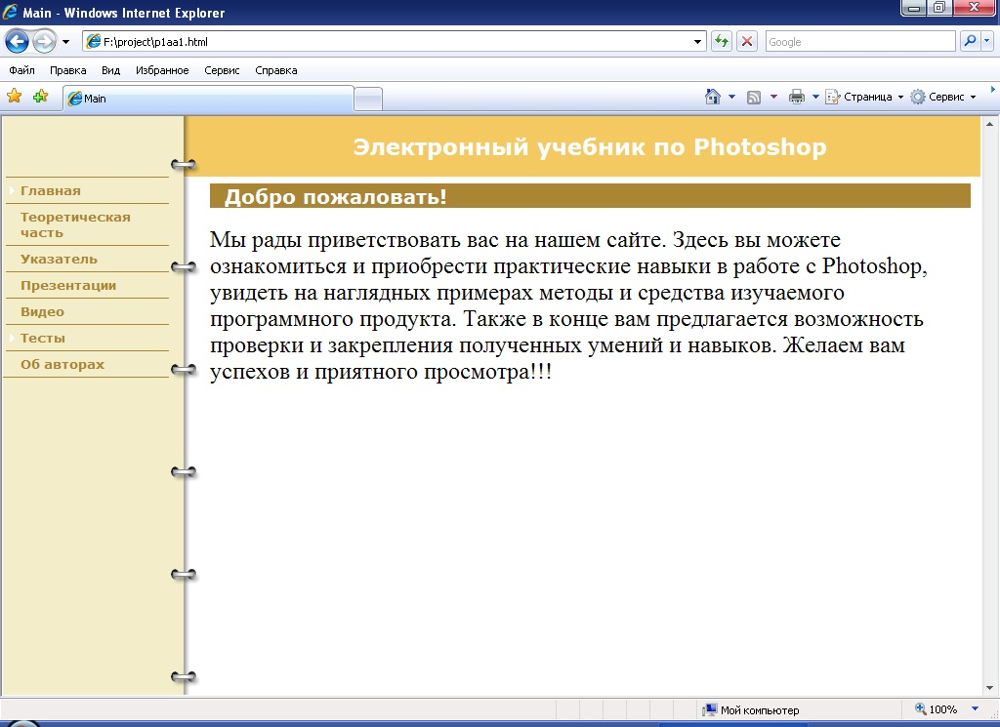 Main - Windows Internet Explorer
F:\project\p1aa1.html
Google
Файл Правка Вид Избранное Сервис Справка
Main
Страница
Сервис
Электронный учебник по Photoshop
Главная
Теоретическая
часть
Указатель
Презентации
Видео
Тесты
Об авторах
Добро пожаловать!
Мы рады приветствовать вас на нашем сайте. Здесь вы можете
ознакомиться и приобрести практические навыки в работе с Photoshop,
увидеть на наглядных примерах методы и средства изучаемого
программного продукта. Также в конце вам предлагается возможность
проверки и закрепления полученных умений и навыков. Желаем вам
успехов и приятного просмотра!!!
Мой компьютер
100%